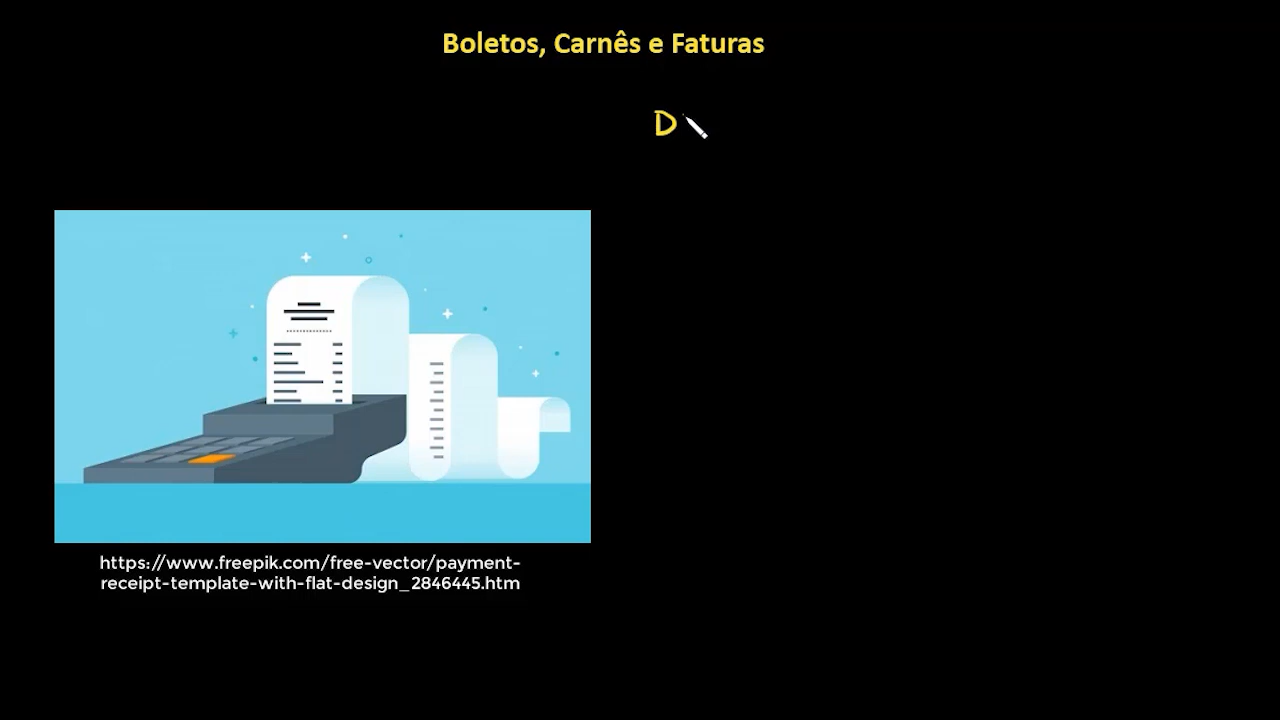 Boletos, Carnês e Faturas
D
https://www.freepik.com/free-vector/payment-
receipt-template-with-flat-design_2846445.htm